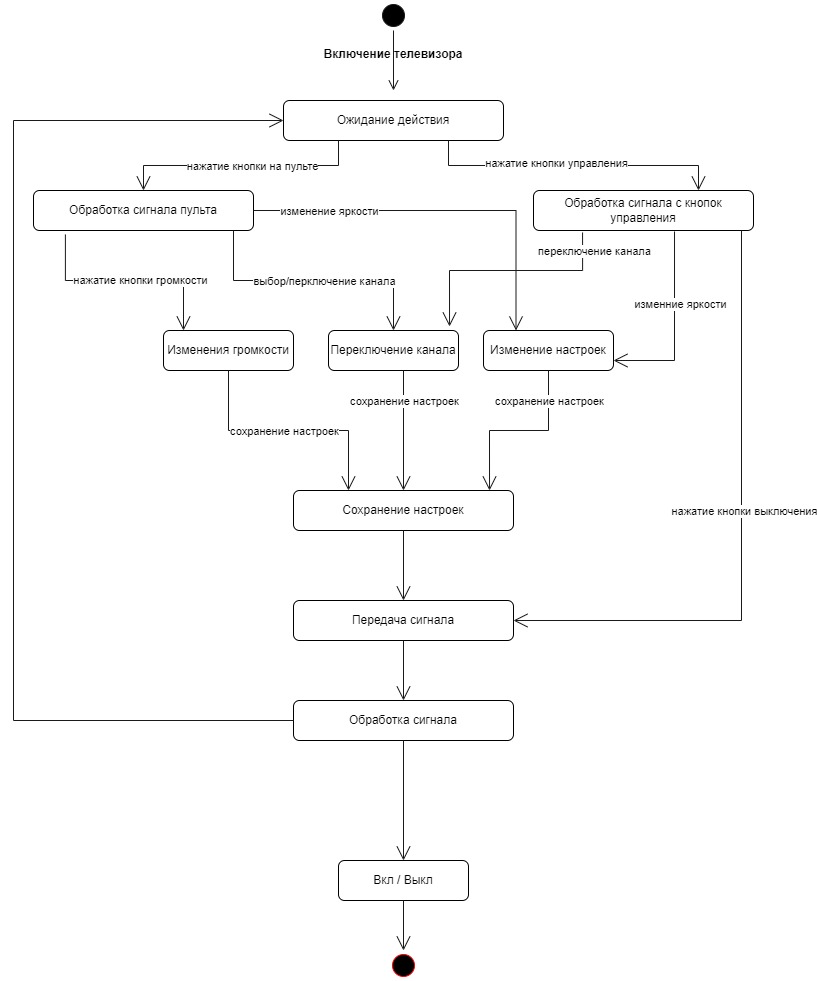 Включение телевизора
Ожидание действия
нажатие кнопки на пульте
нажатие кнопки управления
Обработка сигнала пульта
изменение яркости
Обработка сигнала с кнопок
управления
переключение канала
нажатие кнопки громкости
выбор/перключение канала
изменние яркости
Изменения громкости
Переключение канала
Изменение настроек
сохранение настроек
сохранение настроек
сохранение настроек
Сохранение настроек
нажатие кнопки выключения
Передача сигнала
Обработка сигнала
Вкл / Выкл